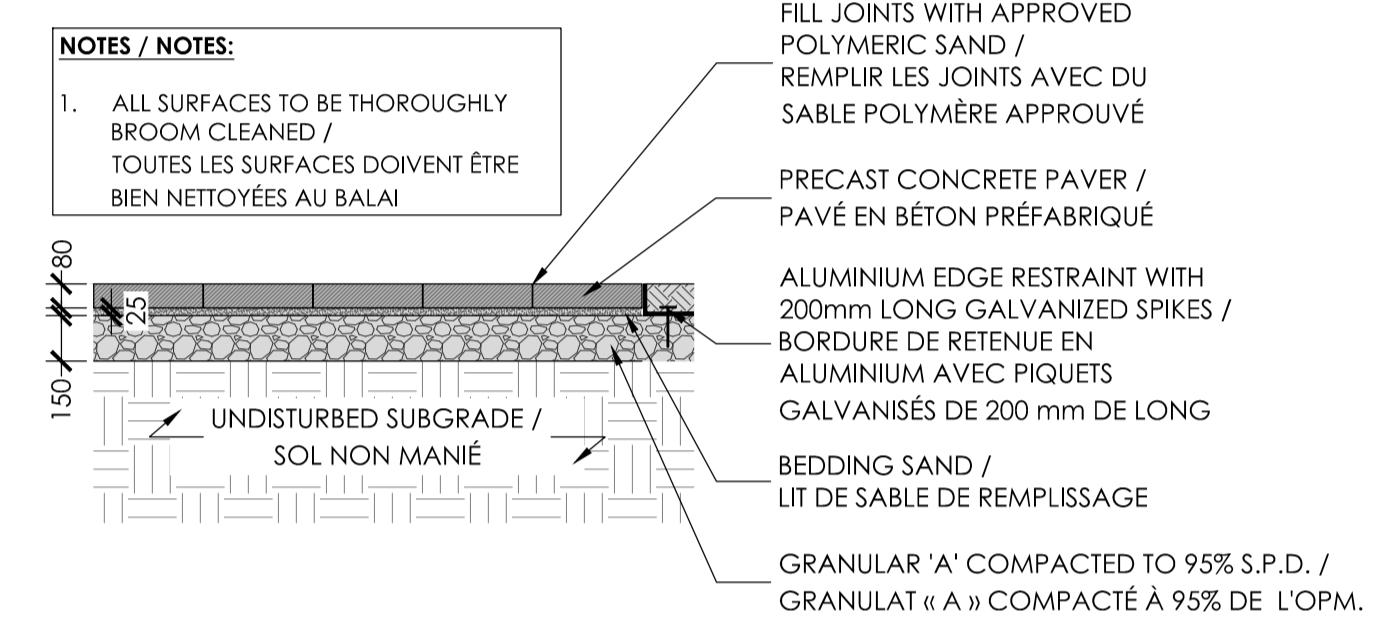 NOTES / NOTES:
1. ALL SURFACES TO BE THOROUGHLY
BROOM CLEANED /
TOUTES LES SURFACES DOIVENT ÊTRE
BIEN NETTOYÉES AU BALAI
80
25
150
UNDISTURBED SUBGRADE /
SOL NON MANIÉ
FILL JOINTS WITH APPROVED
POLYMERIC SAND /
REMPLIR LES JOINTS AVEC DU
SABLE POLYMÈRE APPROUVÉ
PRECAST CONCRETE PAVER /
PAVÉ EN BÉTON PRÉFABRIQUÉ
ALUMINIUM EDGE RESTRAINT WITH
200mm LONG GALVANIZED SPIKES /
BORDURE DE RETENUE EN
ALUMINIUM AVEC PIQUETS
GALVANISÉS DE 200 mm DE LONG
BEDDING SAND /
LIT DE SABLE DE REMPLISSAGE
GRANULAR 'A' COMPACTED TO 95% S.P.D. /
GRANULAT « A » COMPACTÉ À 95% DE L'OPM.